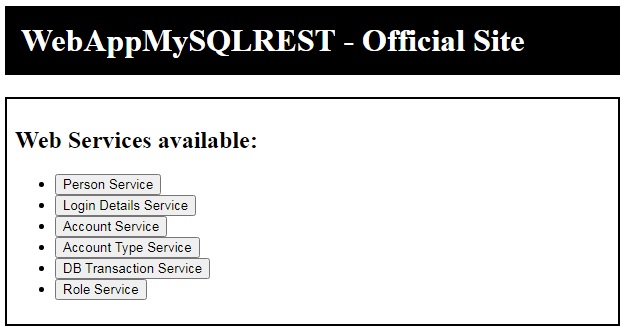 WebAppMySQLREST - Official Site
Web Services available:
Person Service
Login Details Service
Account Service
Account Type Service
DB Transaction Service
Role Service